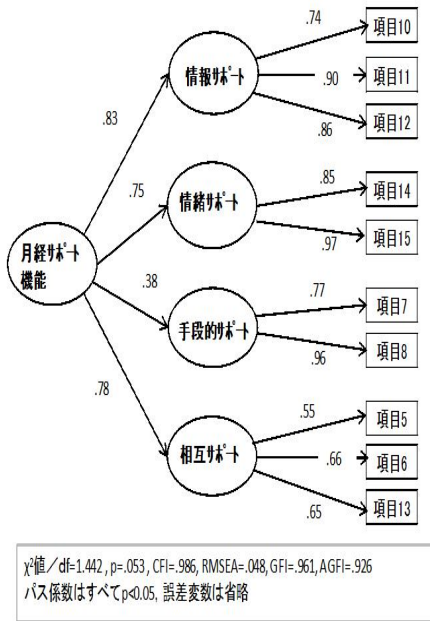 .74
項目10
情報サポート
.90
項目11
.83
.86
項目12
.75
情緒サポート
.85
項目14
.97
項目15
月経サポート
機能
.38
手段的サポート
.77
項目7
.96
項目8
.78
相互サポート
.55
項目5
.66
項目6
.65
項目13
χ²値／df=1.442 , p=.053 , CFI=.986, RMSEA=.048, GFI=.961, AGFI=.926
パス係数はすべてp<0.05, 誤差変数は省略